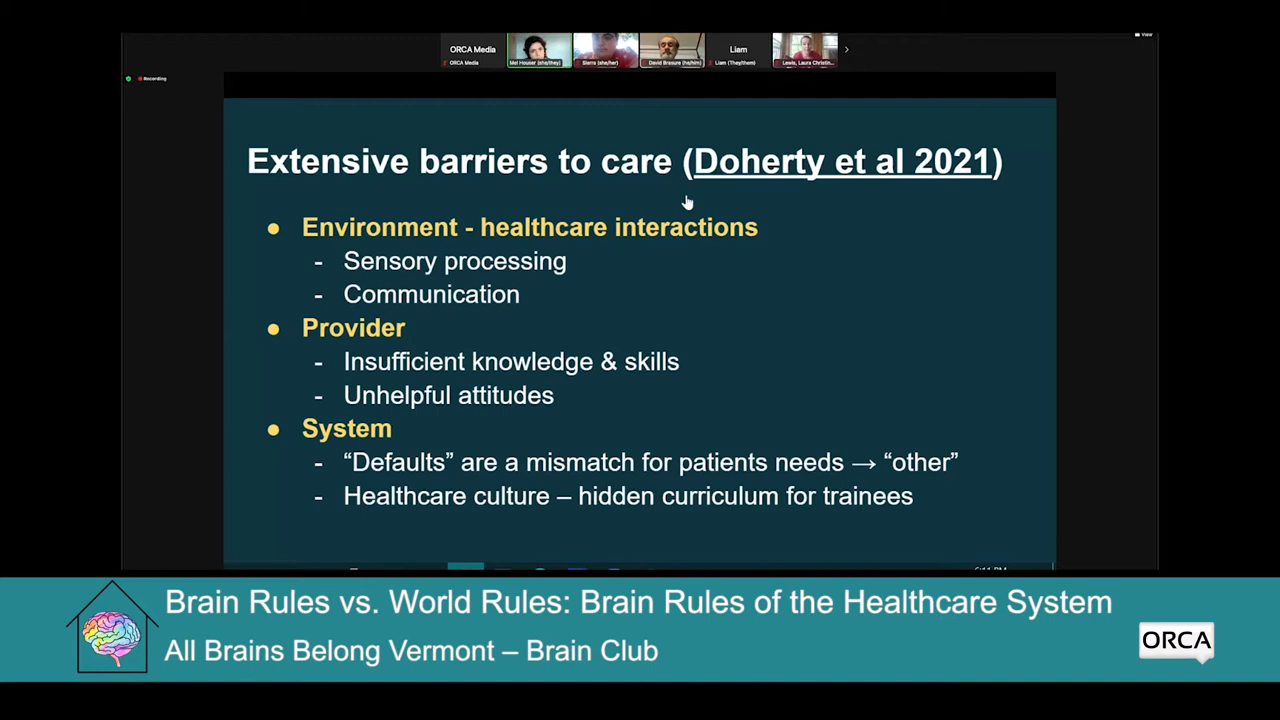 View
ORCA Media
Liam
ORCA Media
Mel Houser (she/they)
Sierra (she/her)
David Brasure (he/him)
Liam (They/them)
Lewis, Laura Christin...
Recording
Extensive barriers to care (Doherty et al 2021)
● Environment - healthcare interactions
- Sensory processing
- Communication
● Provider
- Insufficient knowledge & skills
- Unhelpful attitudes
● System
- “Defaults” are a mismatch for patients needs → “other”
- Healthcare culture – hidden curriculum for trainees
Brain Rules vs. World Rules: Brain Rules of the Healthcare System
All Brains Belong Vermont – Brain Club
ORCA